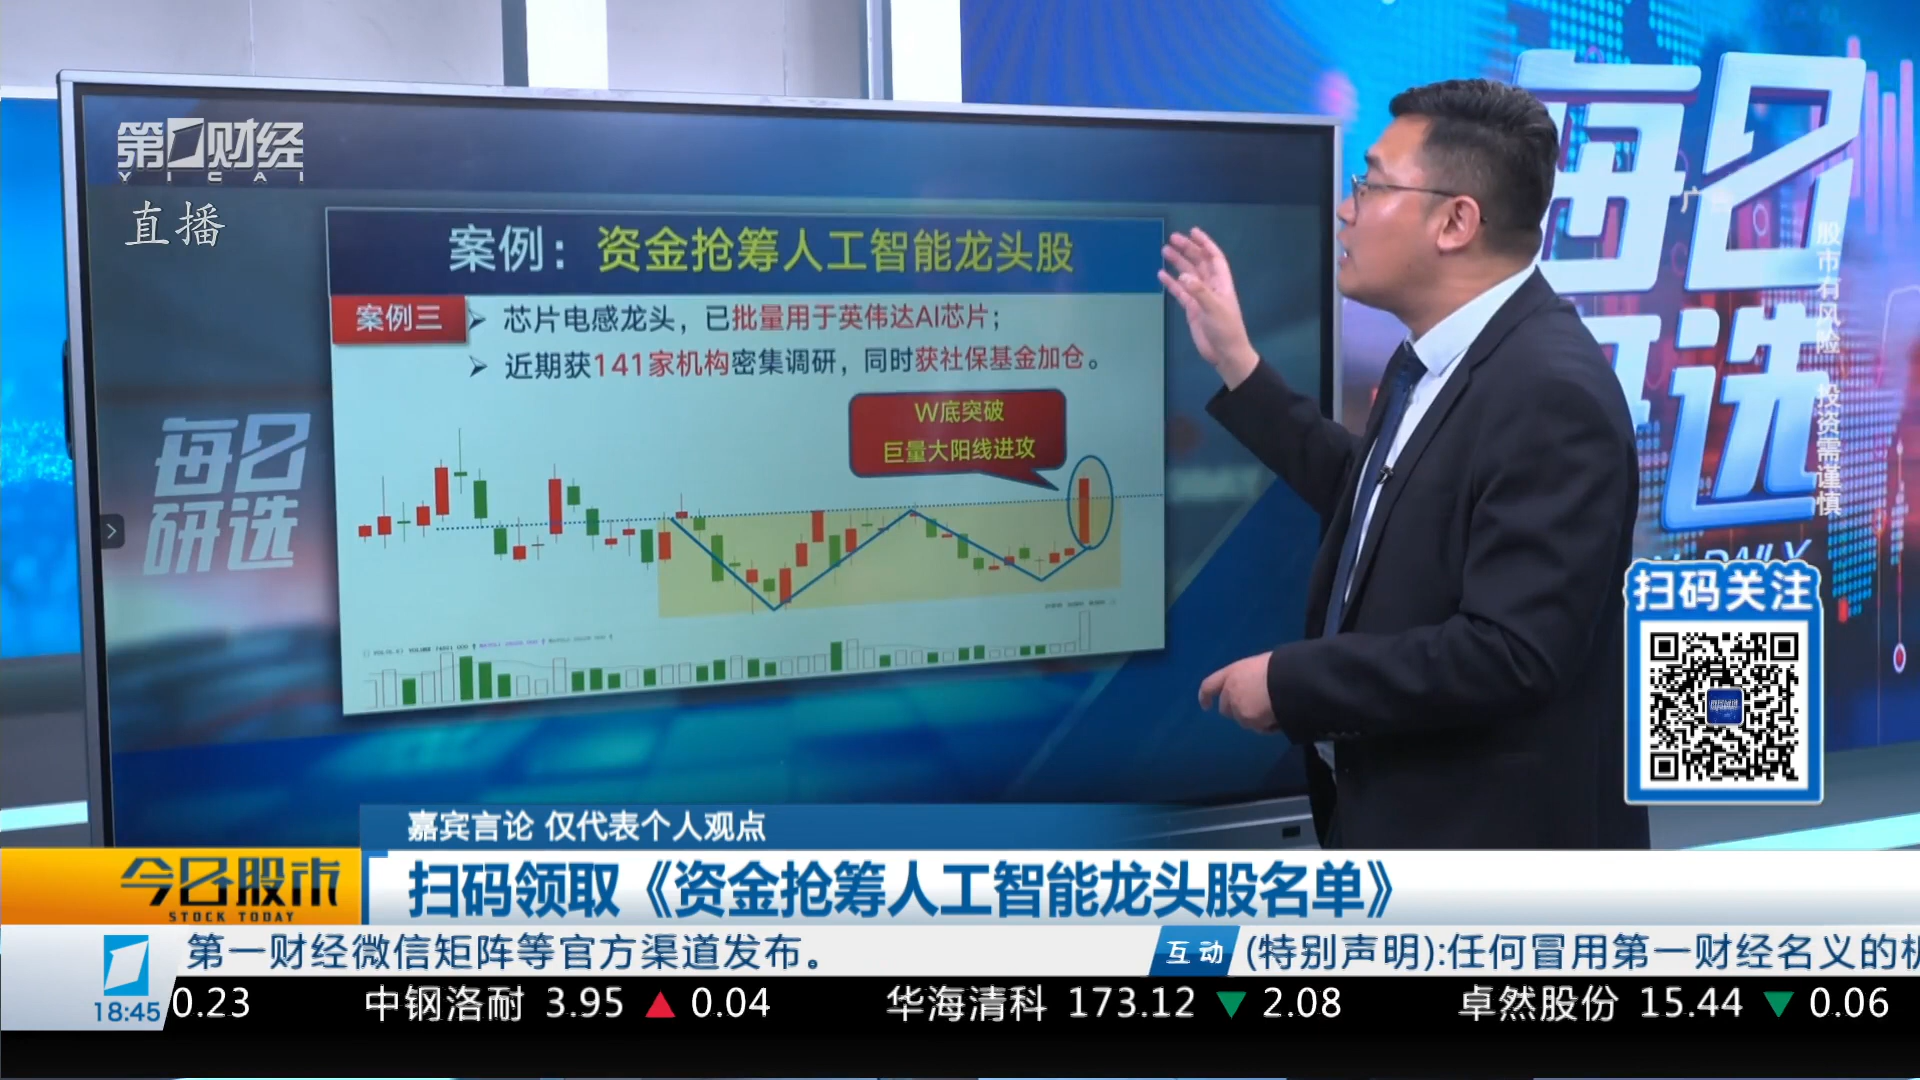 第一财经
YICAI
直播
案例：资金抢筹人工智能龙头股
案例三
芯片电感龙头，已批量用于英伟达AI芯片；
近期获141家机构密集调研，同时获社保基金加仓。
W底突破
巨量大阳线进攻
每日
研选
每日
研选
DAILY
广
股市有风险 投资需谨慎
扫码关注
嘉宾言论 仅代表个人观点
今日股市
STOCK TODAY
扫码领取《资金抢筹人工智能龙头股名单》
第一财经微信矩阵等官方渠道发布。
互动
(特别声明):任何冒用第一财经名义的机
18:45
0.23 中钢洛耐 3.95 ▲ 0.04 华海清科 173.12 ▼ 2.08 卓然股份 15.44 ▼ 0.06